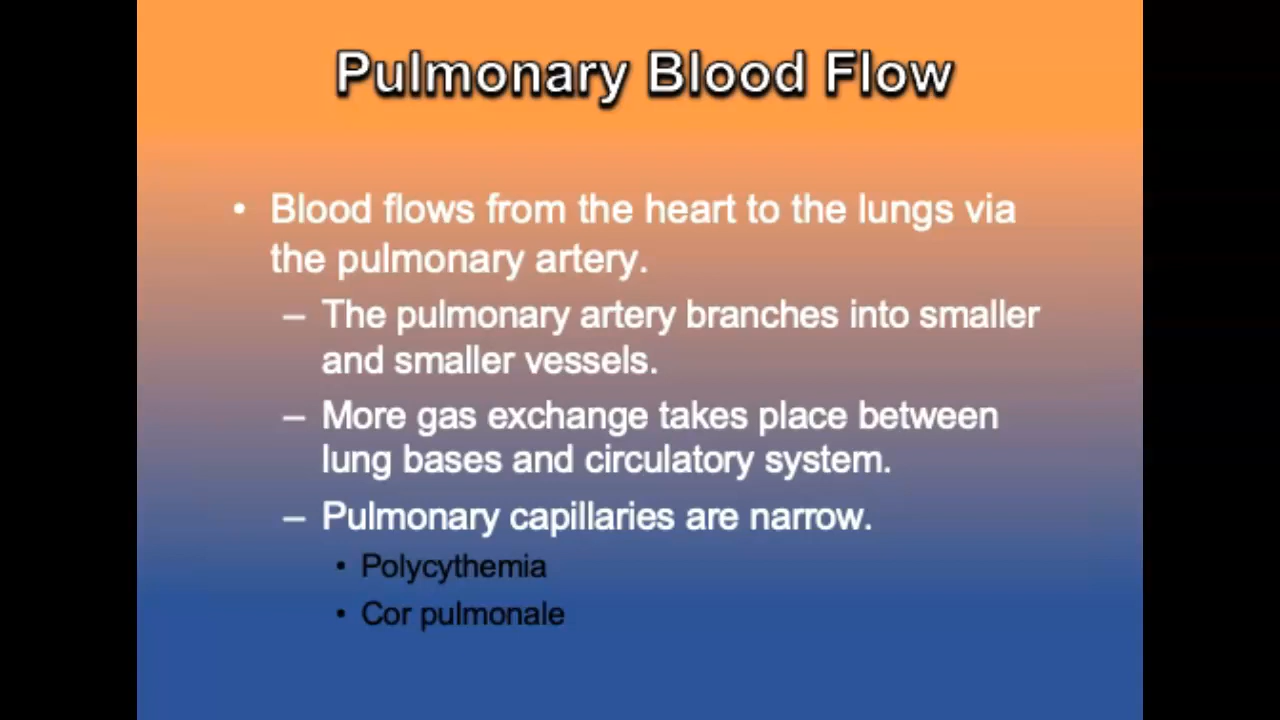 Pulmonary Blood Flow
• Blood flows from the heart to the lungs via
the pulmonary artery.
– The pulmonary artery branches into smaller
and smaller vessels.
– More gas exchange takes place between
lung bases and circulatory system.
– Pulmonary capillaries are narrow.
• Polycythemia
• Cor pulmonale